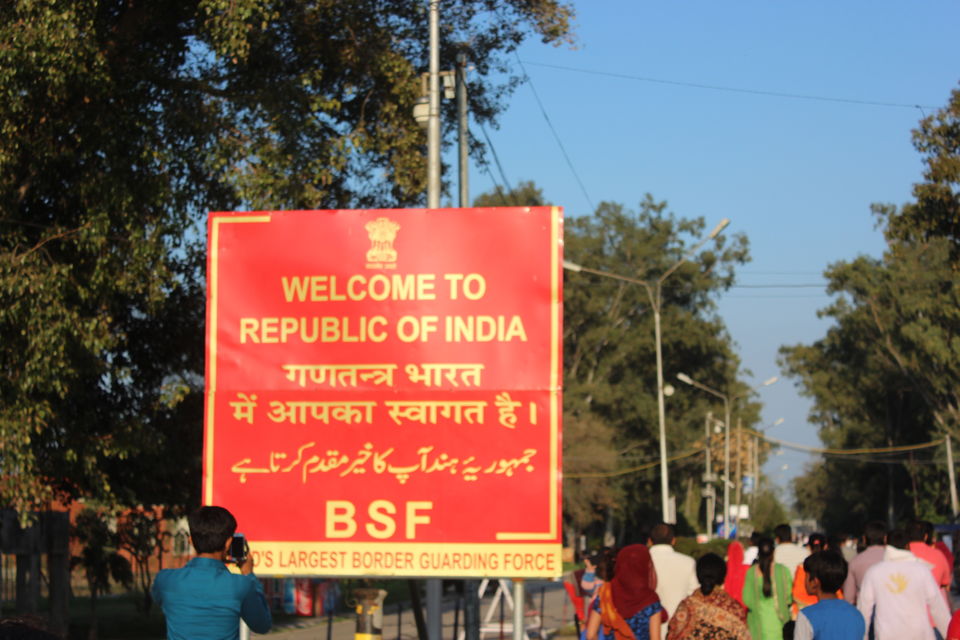 WELCOME TO
REPUBLIC OF INDIA
गणतन्त्र भारत
में आपका स्वागत है।
جمہوریۂ ہند آپ کا خیر مقدم کرتا ہے
BSF
D'S LARGEST BORDER GUARDING FORCE